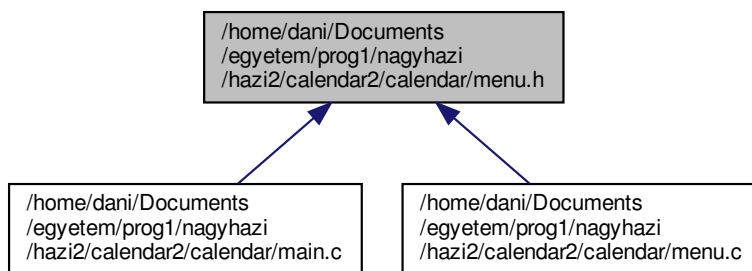 /home/dani/Documents
/egyetem/prog1/nagyhazi
/hazi2/calendar2/calendar/menu.h
/home/dani/Documents
/egyetem/prog1/nagyhazi
/hazi2/calendar2/calendar/main.c
/home/dani/Documents
/egyetem/prog1/nagyhazi
/hazi2/calendar2/calendar/menu.c